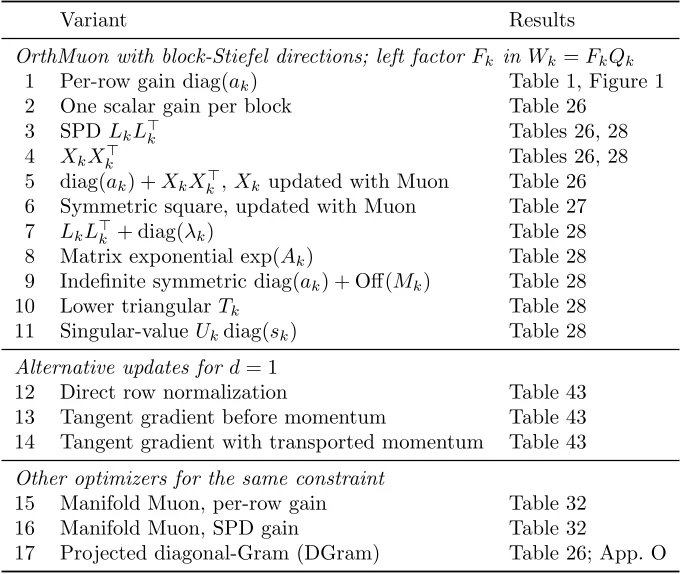 Variant Results
OrthMuon with block-Stiefel directions; left factor F_k in W_k = F_kQ_k
1 Per-row gain diag(a_k) Table 1, Figure 1
2 One scalar gain per block Table 26
3 SPD L_kL_k^⊤ Tables 26, 28
4 X_kX_k^⊤ Tables 26, 28
5 diag(a_k) + X_kX_k^⊤, X_k updated with Muon Table 26
6 Symmetric square, updated with Muon Table 27
7 L_kL_k^⊤ + diag(λ_k) Table 28
8 Matrix exponential exp(A_k) Table 28
9 Indefinite symmetric diag(a_k) + Off(M_k) Table 28
10 Lower triangular T_k Table 28
11 Singular-value U_k diag(s_k) Table 28
Alternative updates for d = 1
12 Direct row normalization Table 43
13 Tangent gradient before momentum Table 43
14 Tangent gradient with transported momentum Table 43
Other optimizers for the same constraint
15 Manifold Muon, per-row gain Table 32
16 Manifold Muon, SPD gain Table 32
17 Projected diagonal-Gram (DGram) Table 26; App. O